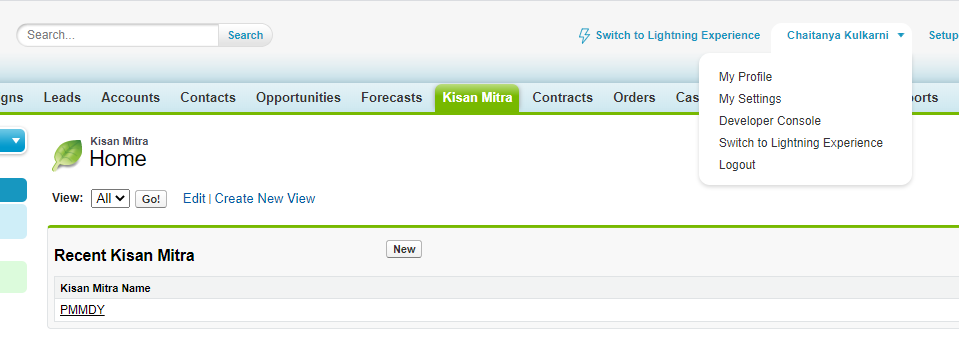 Search...
Search
Switch to Lightning Experience
Chaitanya Kulkarni
Setup
My Profile
My Settings
Developer Console
Switch to Lightning Experience
Logout
gns Leads Accounts Contacts Opportunities Forecasts Kisan Mitra Contracts Orders Cas ports
Kisan Mitra
Home
View: All Go! Edit | Create New View
Recent Kisan Mitra New
Kisan Mitra Name
PMMDY